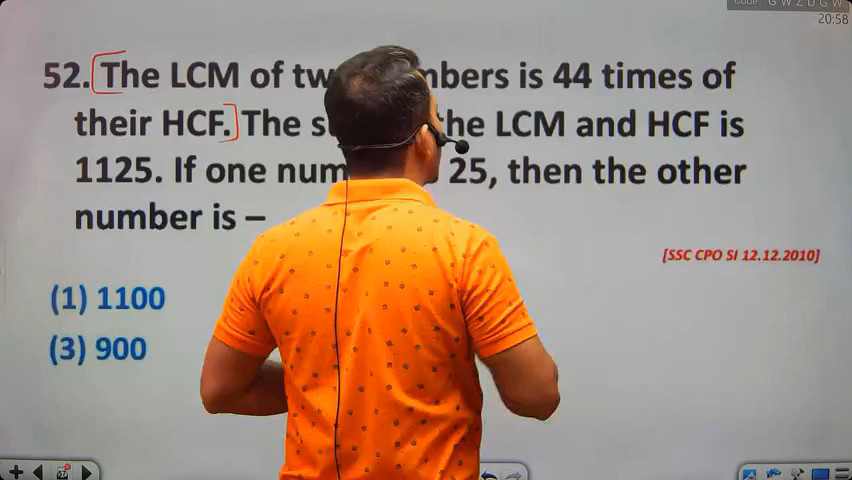 Code G W Z U G W
20:58
52. The LCM of tw mbers is 44 times of
their HCF. The s the LCM and HCF is
1125. If one num 25, then the other
number is –
[SSC CPO SI 12.12.2010]
(1) 1100
(3) 900